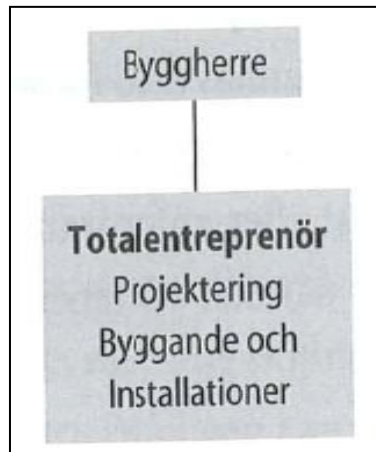 Byggherre
Totalentreprenör
Projektering
Byggande och
Installationer